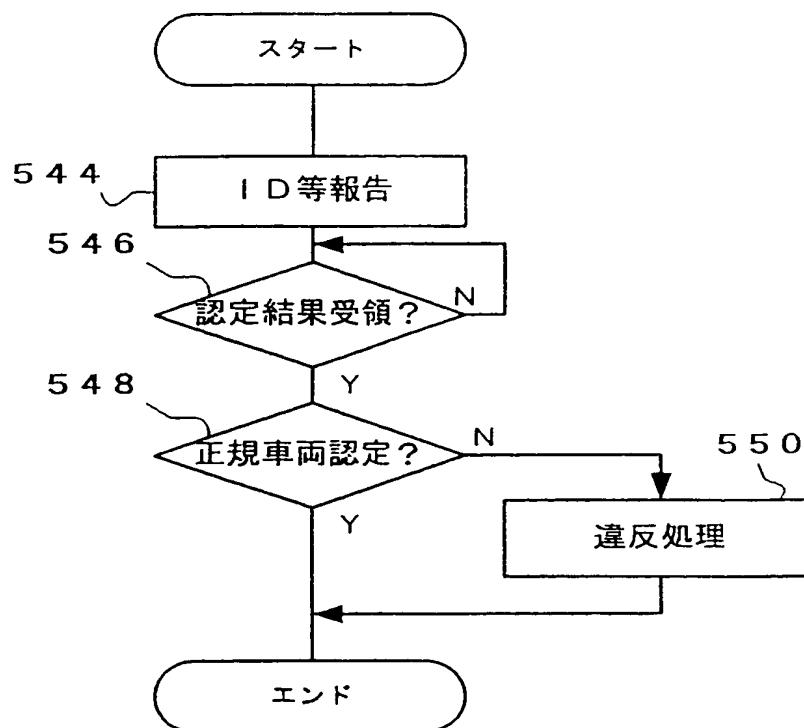 スタート
５４４
ＩＤ等報告
５４６
認定結果受領？
Ｎ
Ｙ
５４８
正規車両認定？
Ｎ
Ｙ
５５０
違反処理
エンド